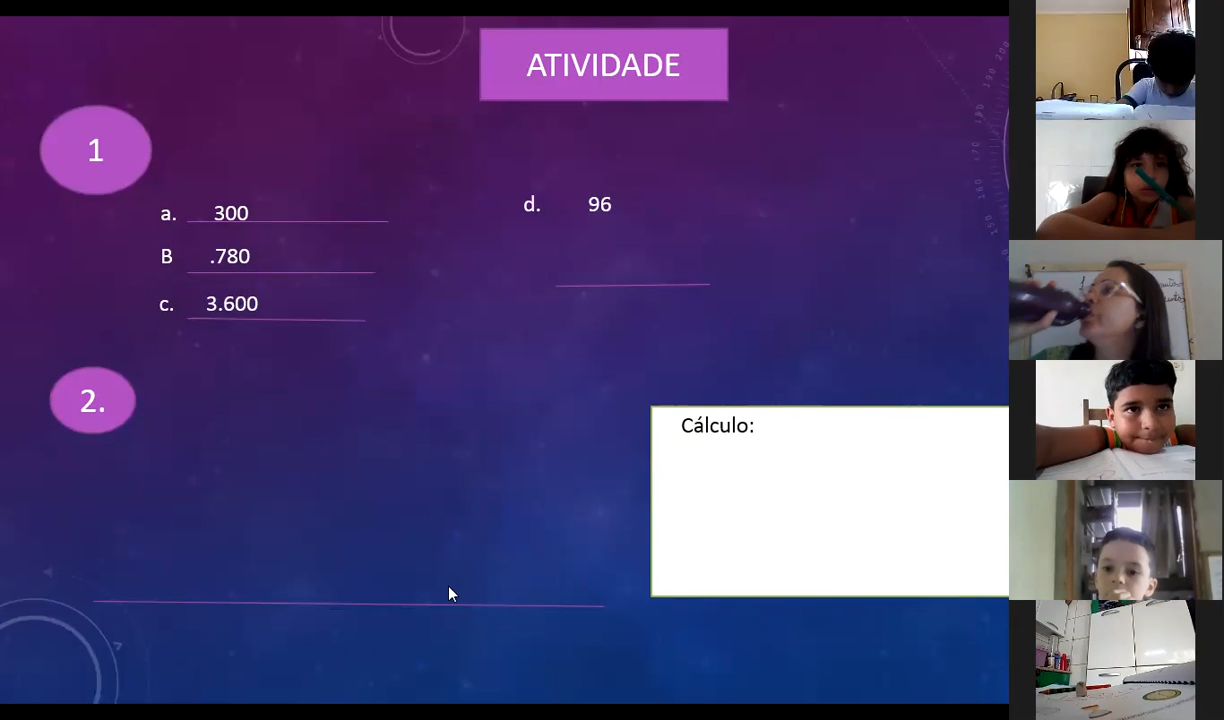 ATIVIDADE
1
a. 300
B .780
c. 3.600
d. 96
2.
Cálculo: